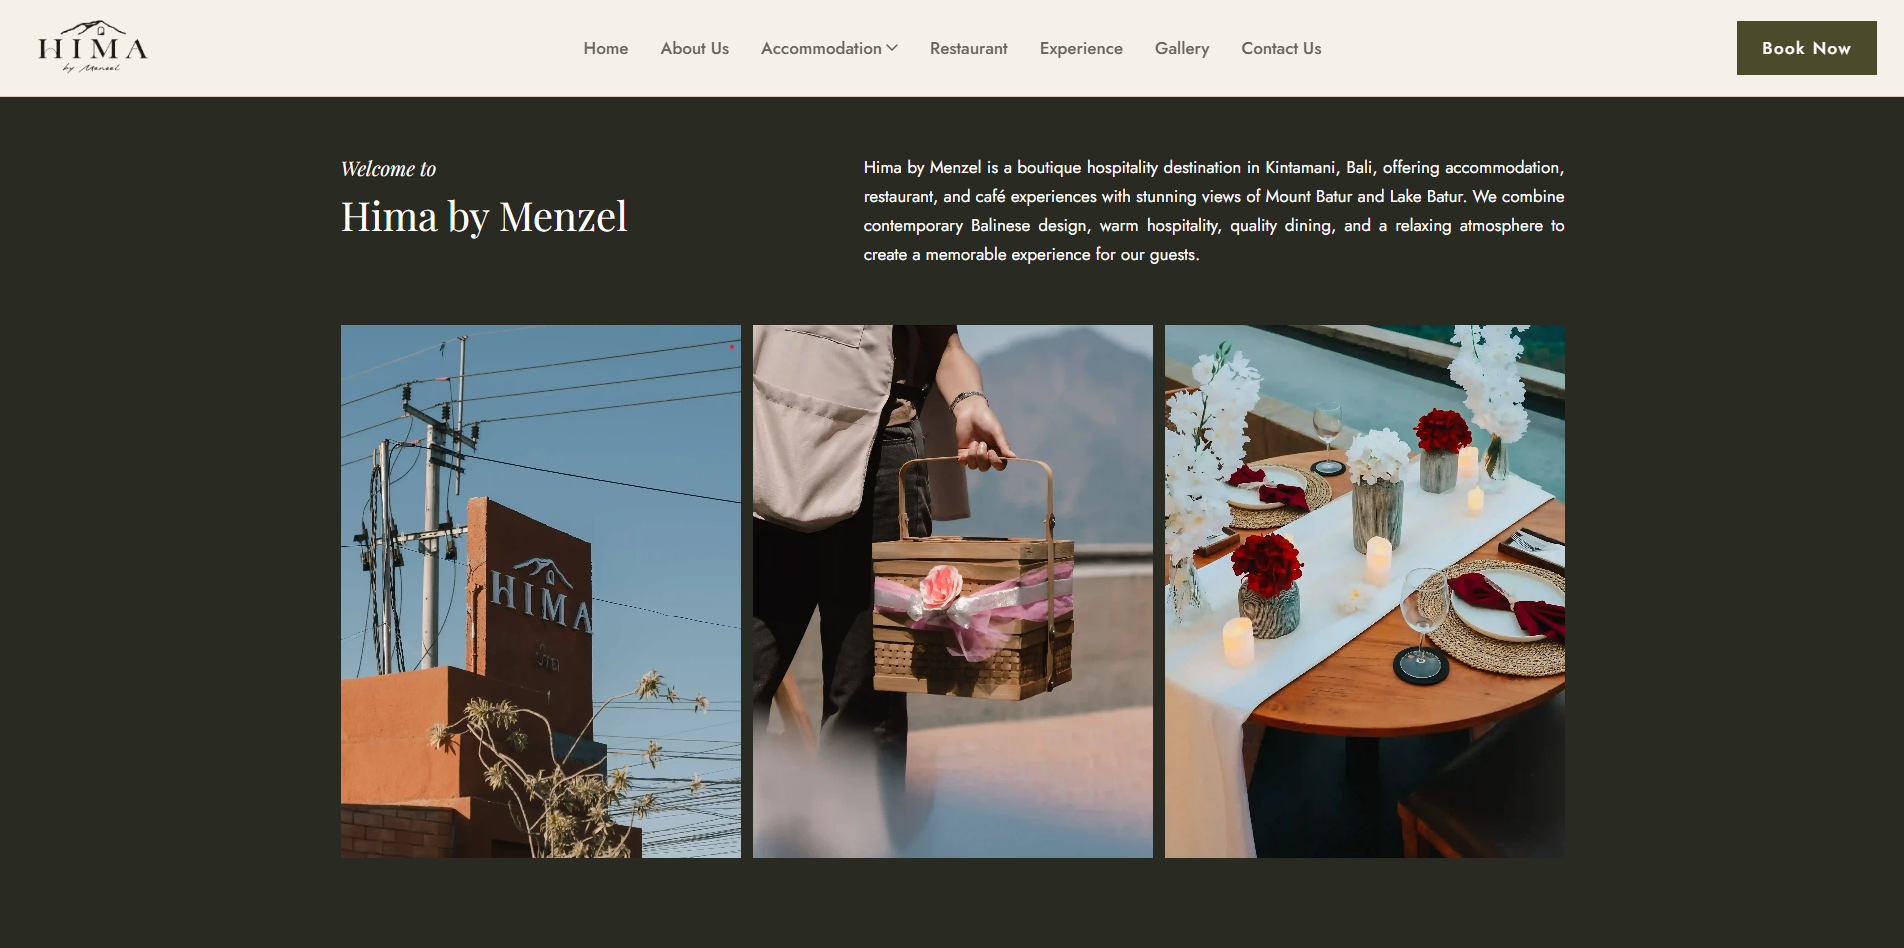 HIMA
by Menzel
Home
About Us
Accommodation
Restaurant
Experience
Gallery
Contact Us
Book Now
Welcome to
Hima by Menzel
Hima by Menzel is a boutique hospitality destination in Kintamani, Bali, offering accommodation,
restaurant, and café experiences with stunning views of Mount Batur and Lake Batur. We combine
contemporary Balinese design, warm hospitality, quality dining, and a relaxing atmosphere to
create a memorable experience for our guests.
HIMA